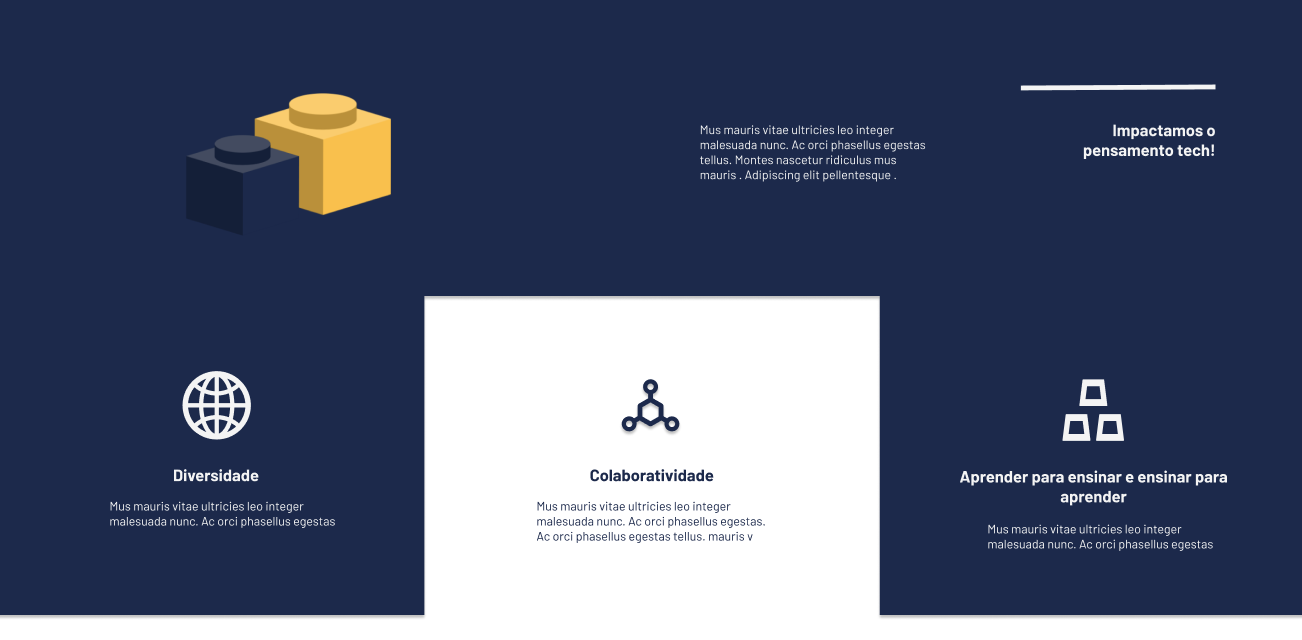 Mus mauris vitae ultricies leo integer
malesuada nunc. Ac orci phasellus egestas
tellus. Montes nascetur ridiculus mus
mauris . Adipiscing elit pellentesque .
Impactamos o
pensamento tech!
Diversidade
Mus mauris vitae ultricies leo integer
malesuada nunc. Ac orci phasellus egestas
Colaboratividade
Mus mauris vitae ultricies leo integer
malesuada nunc. Ac orci phasellus egestas.
Ac orci phasellus egestas tellus. mauris v
Aprender para ensinar e ensinar para
aprender
Mus mauris vitae ultricies leo integer
malesuada nunc. Ac orci phasellus egestas